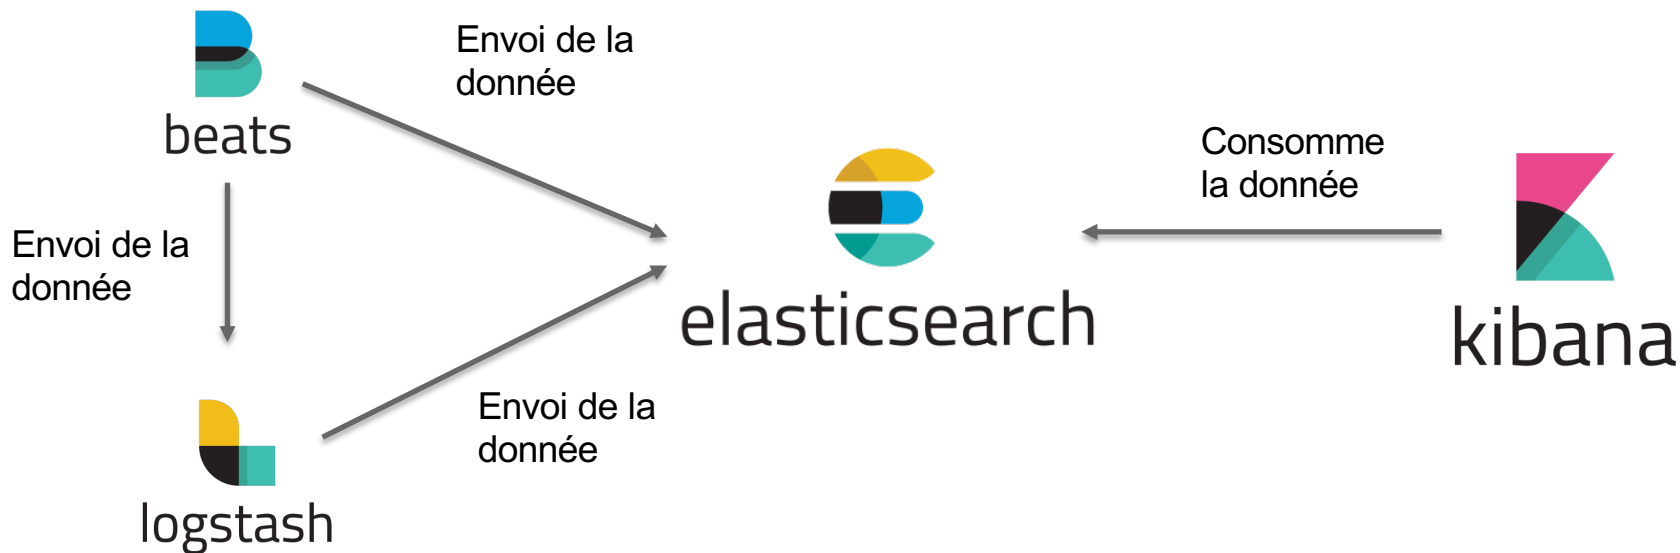 Envoi de la
donnée
beats
Consomme
la donnée
Envoi de la
donnée
elasticsearch
kibana
Envoi de la
donnée
logstash